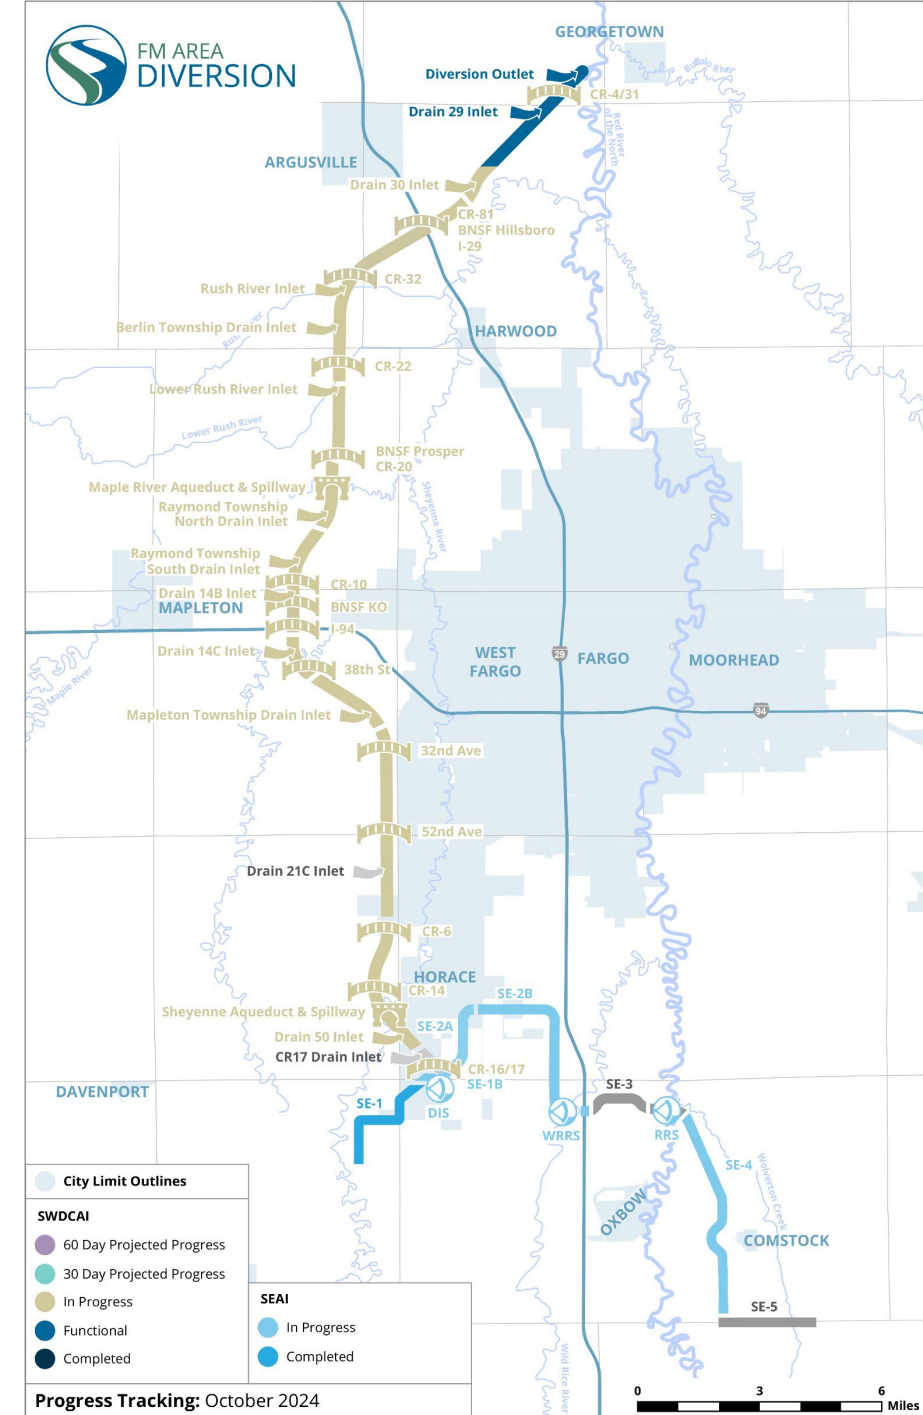 FM AREA
DIVERSION
GEORGETOWN
Buffalo River
Diversion Outlet
CR-4/31
Drain 29 Inlet
Red River
of the North
ARGUSVILLE
Drain 30 Inlet
CR-81
BNSF Hillsboro
I-29
CR-32
Rush River Inlet
Berlin Township Drain Inlet
HARWOOD
CR-22
Lower Rush River Inlet
Lower Rush River
BNSF Prosper
CR-20
Maple River Aqueduct & Spillway
Sheyenne River
Raymond Township
North Drain Inlet
Raymond Township
South Drain Inlet
CR-10
Drain 14B Inlet
MAPLETON
BNSF KO
I-94
Drain 14C Inlet
WEST
FARGO
29
FARGO
MOORHEAD
38th St
Maple River
Mapleton Township Drain Inlet
94
32nd Ave
52nd Ave
Drain 21C Inlet
CR-6
HORACE
CR-14
SE-2B
Sheyenne Aqueduct & Spillway
SE-2A
Drain 50 Inlet
CR17 Drain Inlet
CR-16/17
SE-1B
SE-3
DAVENPORT
SE-1
DIS
WRRS
RRS
SE-4
Wolverton Creek
OXBOW
COMSTOCK
SE-5
Wild Rice River
City Limit Outlines
SWDCAI
60 Day Projected Progress
30 Day Projected Progress
In Progress
Functional
Completed
SEAI
In Progress
Completed
Progress Tracking: October 2024
0 3 6
Miles